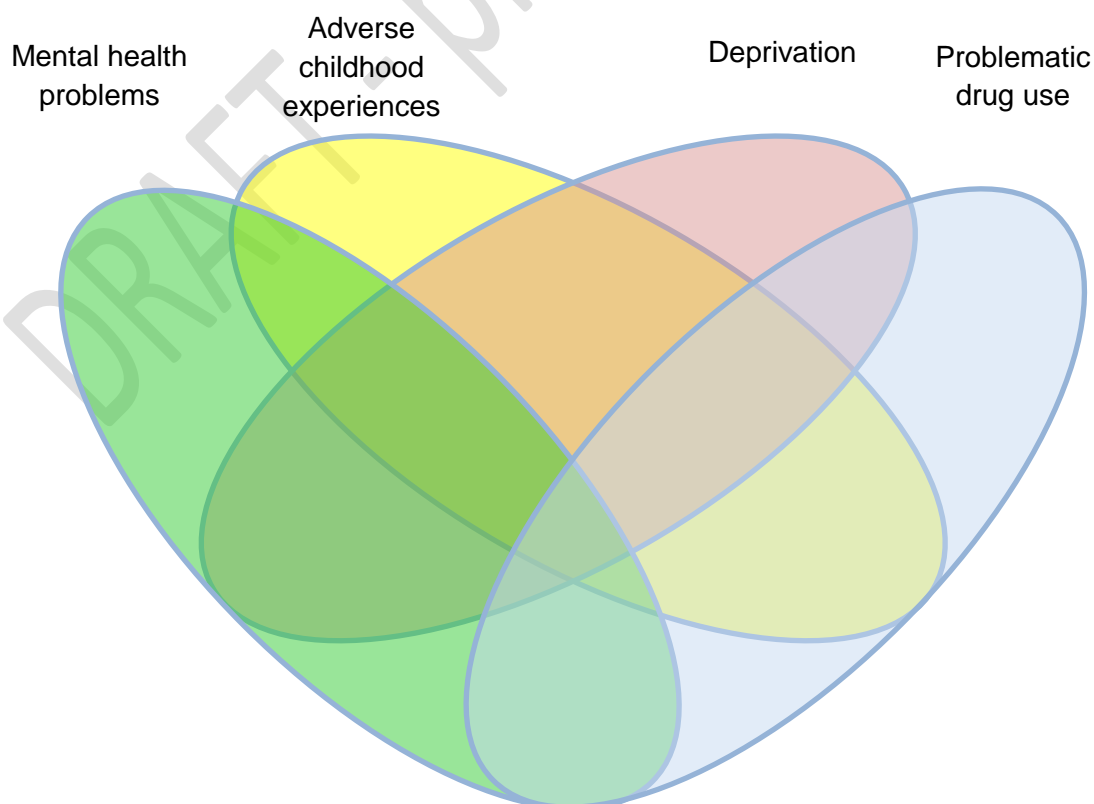 Mental health
problems
Adverse
childhood
experiences
Deprivation
Problematic
drug use
DRAFT -